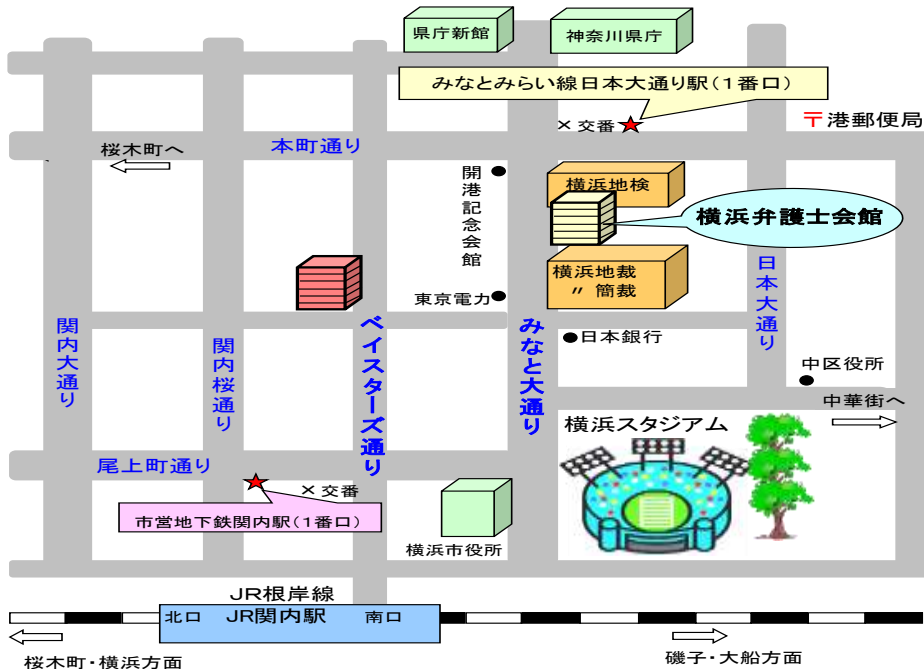 県庁新館
神奈川県庁
みなとみらい線日本大通り駅(1番口)
×交番
〒港郵便局
本町通り
桜木町へ
開港記念会館
横浜地検
横浜弁護士会館
横浜地裁
〃 簡裁
東京電力
日本大通り
関内大通り
関内桜通り
ベイスターズ通り
みなと大通り
日本銀行
中区役所
中華街へ
横浜スタジアム
尾上町通り
×交番
市営地下鉄関内駅(1番口)
横浜市役所
JR根岸線
北口
JR関内駅
南口
桜木町・横浜方面
磯子・大船方面